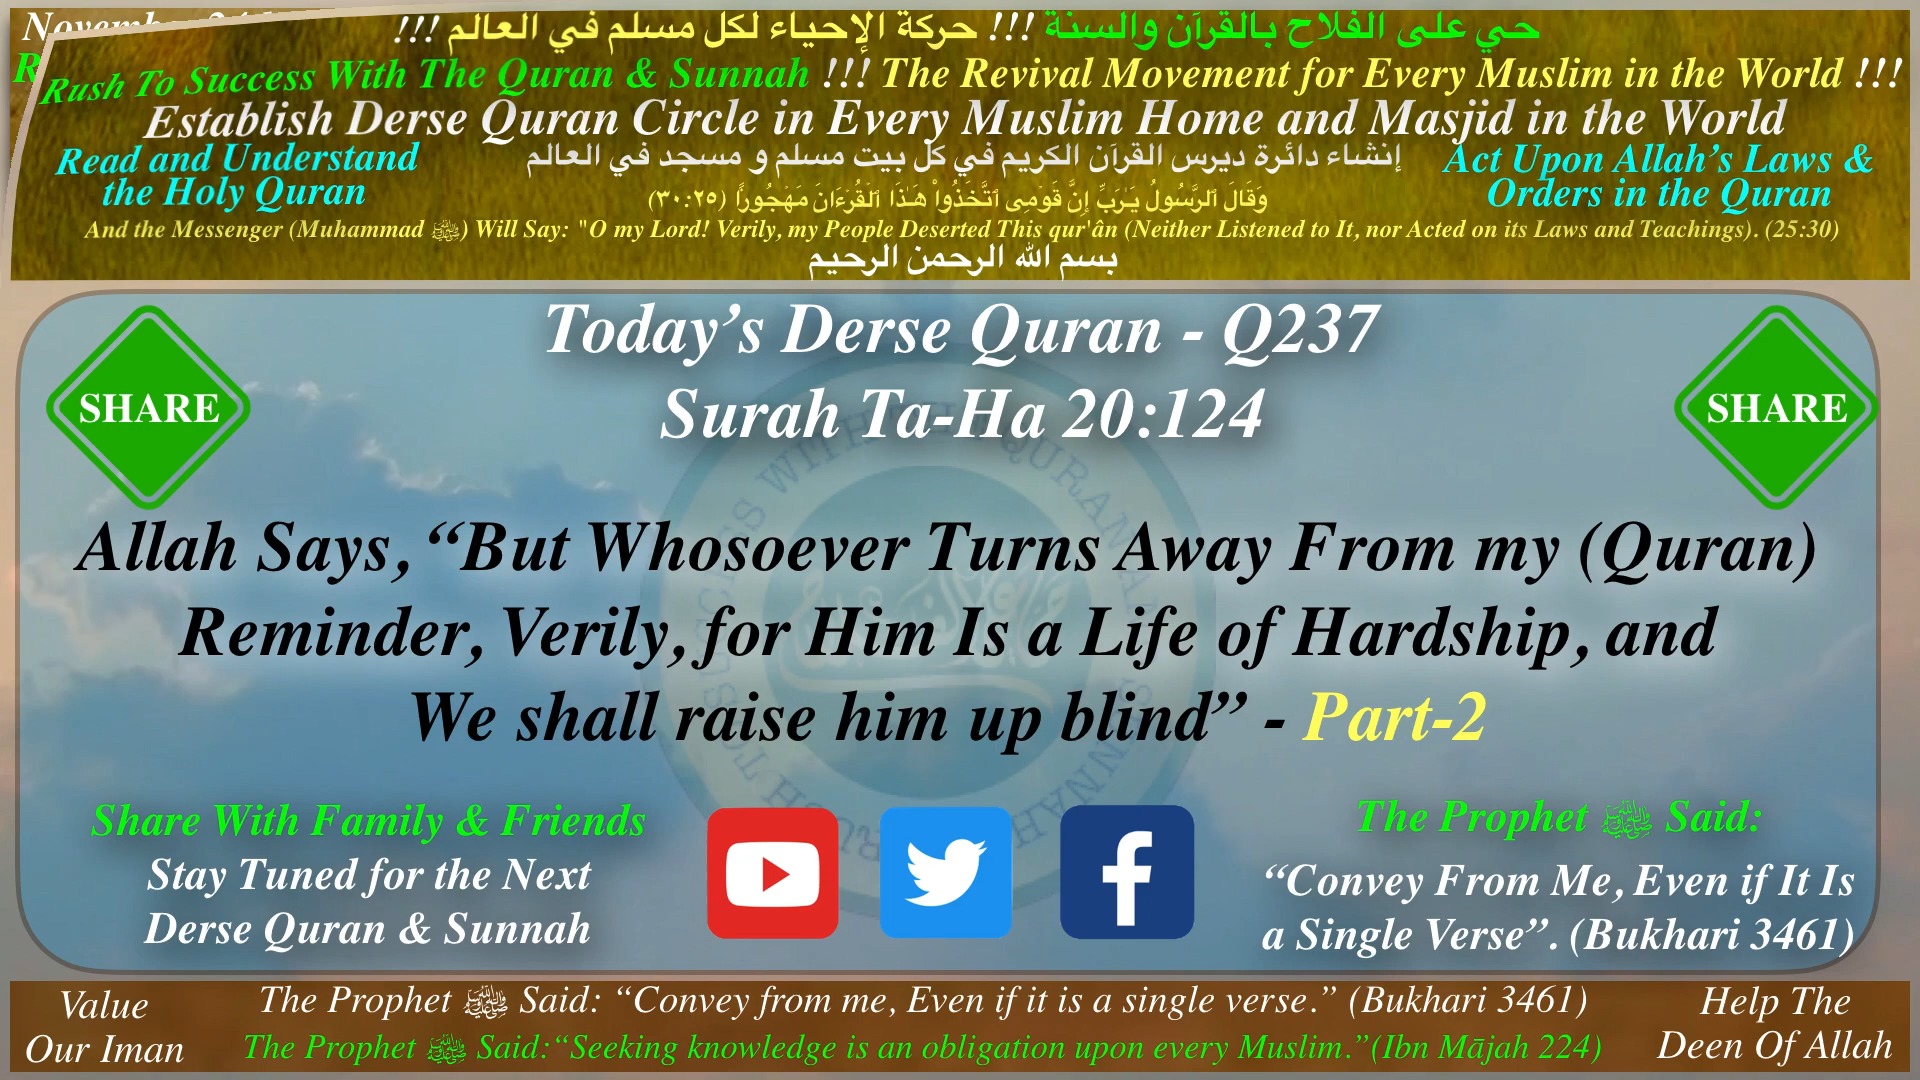 حي على الفلاح بالقرآن والسنة !!! حركة الإحياء لكل مسلم في العالم !!!
Rush To Success With The Quran & Sunnah !!! The Revival Movement for Every Muslim in the World !!!
Establish Derse Quran Circle in Every Muslim Home and Masjid in the World
Read and Understand
the Holy Quran
إنشاء دائرة ديرس القرآن الكريم في كل بيت مسلم و مسجد في العالم
Act Upon Allah’s Laws &
Orders in the Quran
وَقَالَ ٱلرَّسُولُ يَـٰرَبِّ إِنَّ قَوْمِى ٱتَّخَذُوا۟ هَـٰذَا ٱلْقُرْءَانَ مَهْجُورًۭا (٣٠:٢٥)
And the Messenger (Muhammad ﷺ) Will Say: "O my Lord! Verily, my People Deserted This qur'ân (Neither Listened to It, nor Acted on its Laws and Teachings). (25:30)
بسم الله الرحمن الرحيم
Today’s Derse Quran - Q237
Surah Ta-Ha 20:124
SHARE
SHARE
Allah Says, “But Whosoever Turns Away From my (Quran)
Reminder, Verily, for Him Is a Life of Hardship, and
We shall raise him up blind” - Part-2
Share With Family & Friends
Stay Tuned for the Next
Derse Quran & Sunnah
The Prophet ﷺ Said:
“Convey From Me, Even if It Is
a Single Verse”. (Bukhari 3461)
Value
Our Iman
The Prophet ﷺ Said: “Convey from me, Even if it is a single verse.” (Bukhari 3461)
The Prophet ﷺ Said:“Seeking knowledge is an obligation upon every Muslim.”(Ibn Mājah 224)
Help The
Deen Of Allah